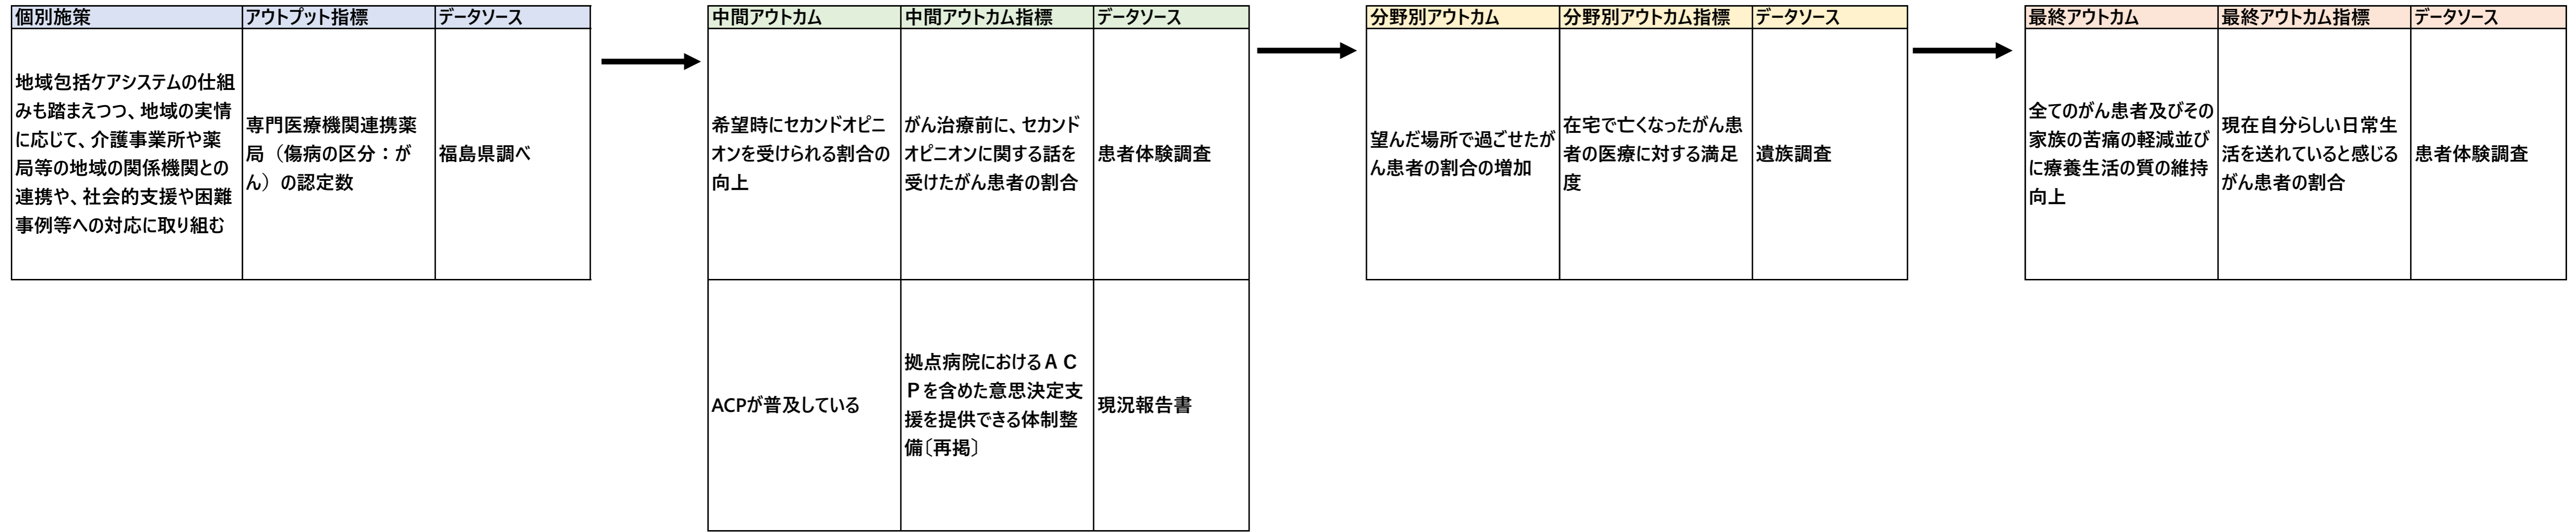 個別施策
アウトプット指標
データソース
地域包括ケアシステムの仕組
みも踏まえつつ、地域の実情
に応じて、介護事業所や薬
局等の地域の関係機関との
連携や、社会的支援や困難
事例等への対応に取り組む
専門医療機関連携薬
局（傷病の区分：が
ん）の認定数
福島県調べ
中間アウトカム
中間アウトカム指標
データソース
希望時にセカンドオピニ
オンを受けられる割合の
向上
がん治療前に、セカンド
オピニオンに関する話を
受けたがん患者の割合
患者体験調査
ACPが普及している
拠点病院におけるＡＣ
Ｐを含めた意思決定支
援を提供できる体制整
備〔再掲〕
現況報告書
分野別アウトカム
分野別アウトカム指標
データソース
望んだ場所で過ごせたが
ん患者の割合の増加
在宅で亡くなったがん患
者の医療に対する満足
度
遺族調査
最終アウトカム
最終アウトカム指標
データソース
全てのがん患者及びその
家族の苦痛の軽減並び
に療養生活の質の維持
向上
現在自分らしい日常生
活を送れていると感じる
がん患者の割合
患者体験調査